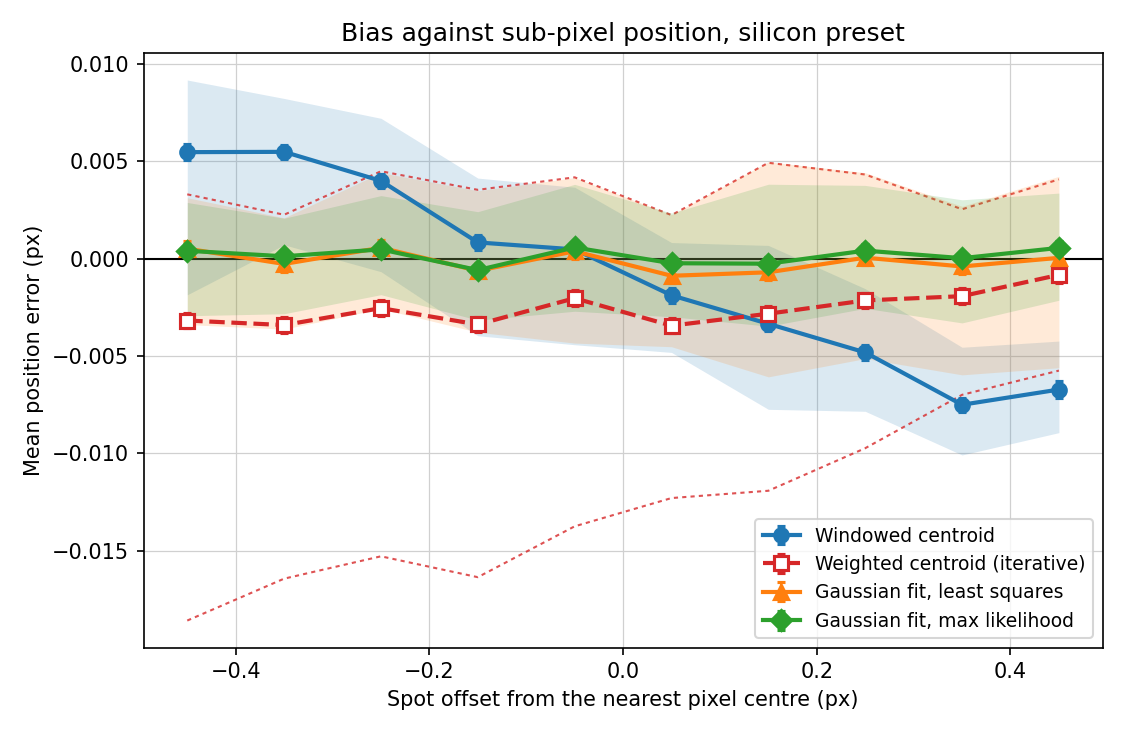 Bias against sub-pixel position, silicon preset
0.010
0.005
0.000
−0.005
−0.010
−0.015
Mean position error (px)
−0.4
−0.2
0.0
0.2
0.4
Spot offset from the nearest pixel centre (px)
Windowed centroid
Weighted centroid (iterative)
Gaussian fit, least squares
Gaussian fit, max likelihood